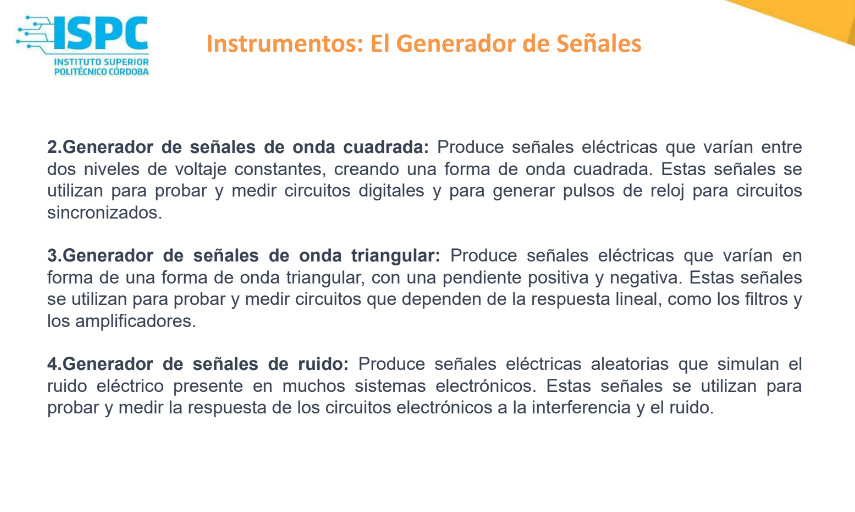 ISPC
INSTITUTO SUPERIOR
POLITÉCNICO CÓRDOBA
Instrumentos: El Generador de Señales
2.Generador de señales de onda cuadrada: Produce señales eléctricas que varían entre
dos niveles de voltaje constantes, creando una forma de onda cuadrada. Estas señales se
utilizan para probar y medir circuitos digitales y para generar pulsos de reloj para circuitos
sincronizados.
3.Generador de señales de onda triangular: Produce señales eléctricas que varían en
forma de una forma de onda triangular, con una pendiente positiva y negativa. Estas señales
se utilizan para probar y medir circuitos que dependen de la respuesta lineal, como los filtros y
los amplificadores.
4.Generador de señales de ruido: Produce señales eléctricas aleatorias que simulan el
ruido eléctrico presente en muchos sistemas electrónicos. Estas señales se utilizan para
probar y medir la respuesta de los circuitos electrónicos a la interferencia y el ruido.